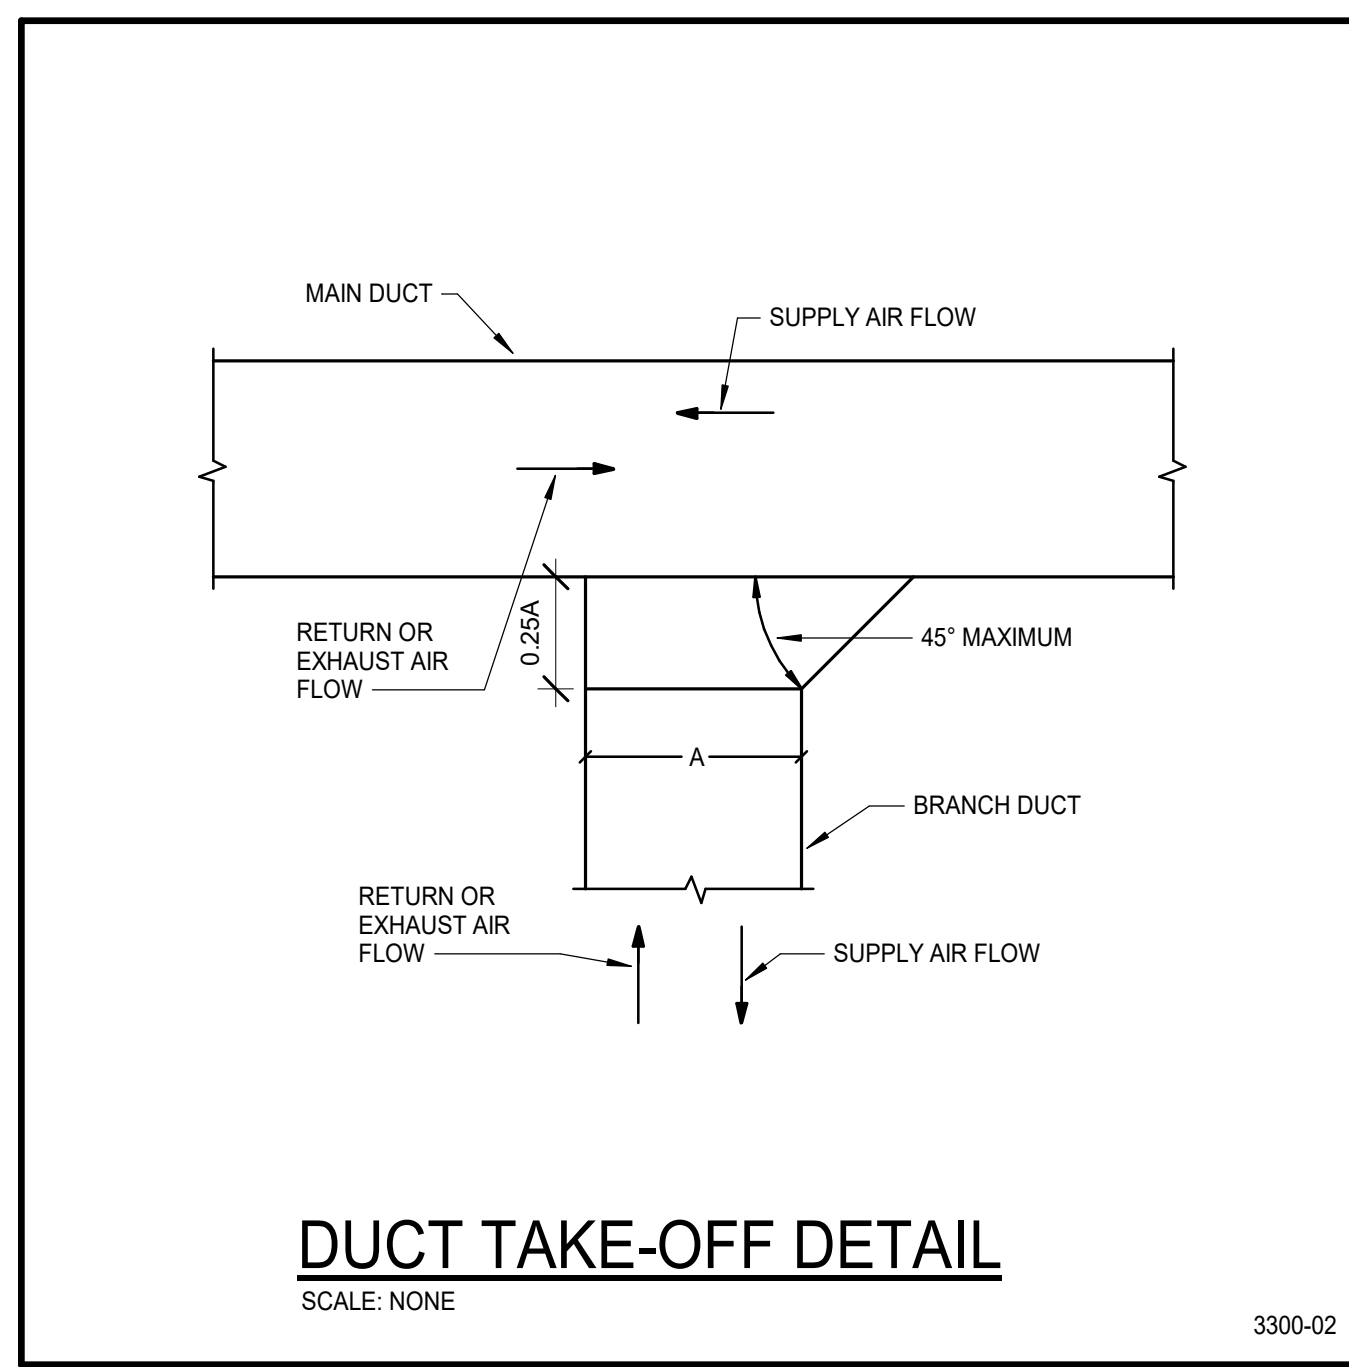 MAIN DUCT
SUPPLY AIR FLOW
RETURN OR
EXHAUST AIR
FLOW
0.25A
45° MAXIMUM
A
BRANCH DUCT
RETURN OR
EXHAUST AIR
FLOW
SUPPLY AIR FLOW
DUCT TAKE-OFF DETAIL
SCALE: NONE
3300-02